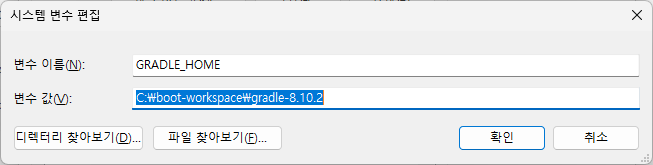 시스템 변수 편집
변수 이름(N):
GRADLE_HOME
변수 값(V):
C:₩boot-workspace₩gradle-8.10.2
디렉터리 찾아보기(D)...
파일 찾아보기(F)...
확인
취소